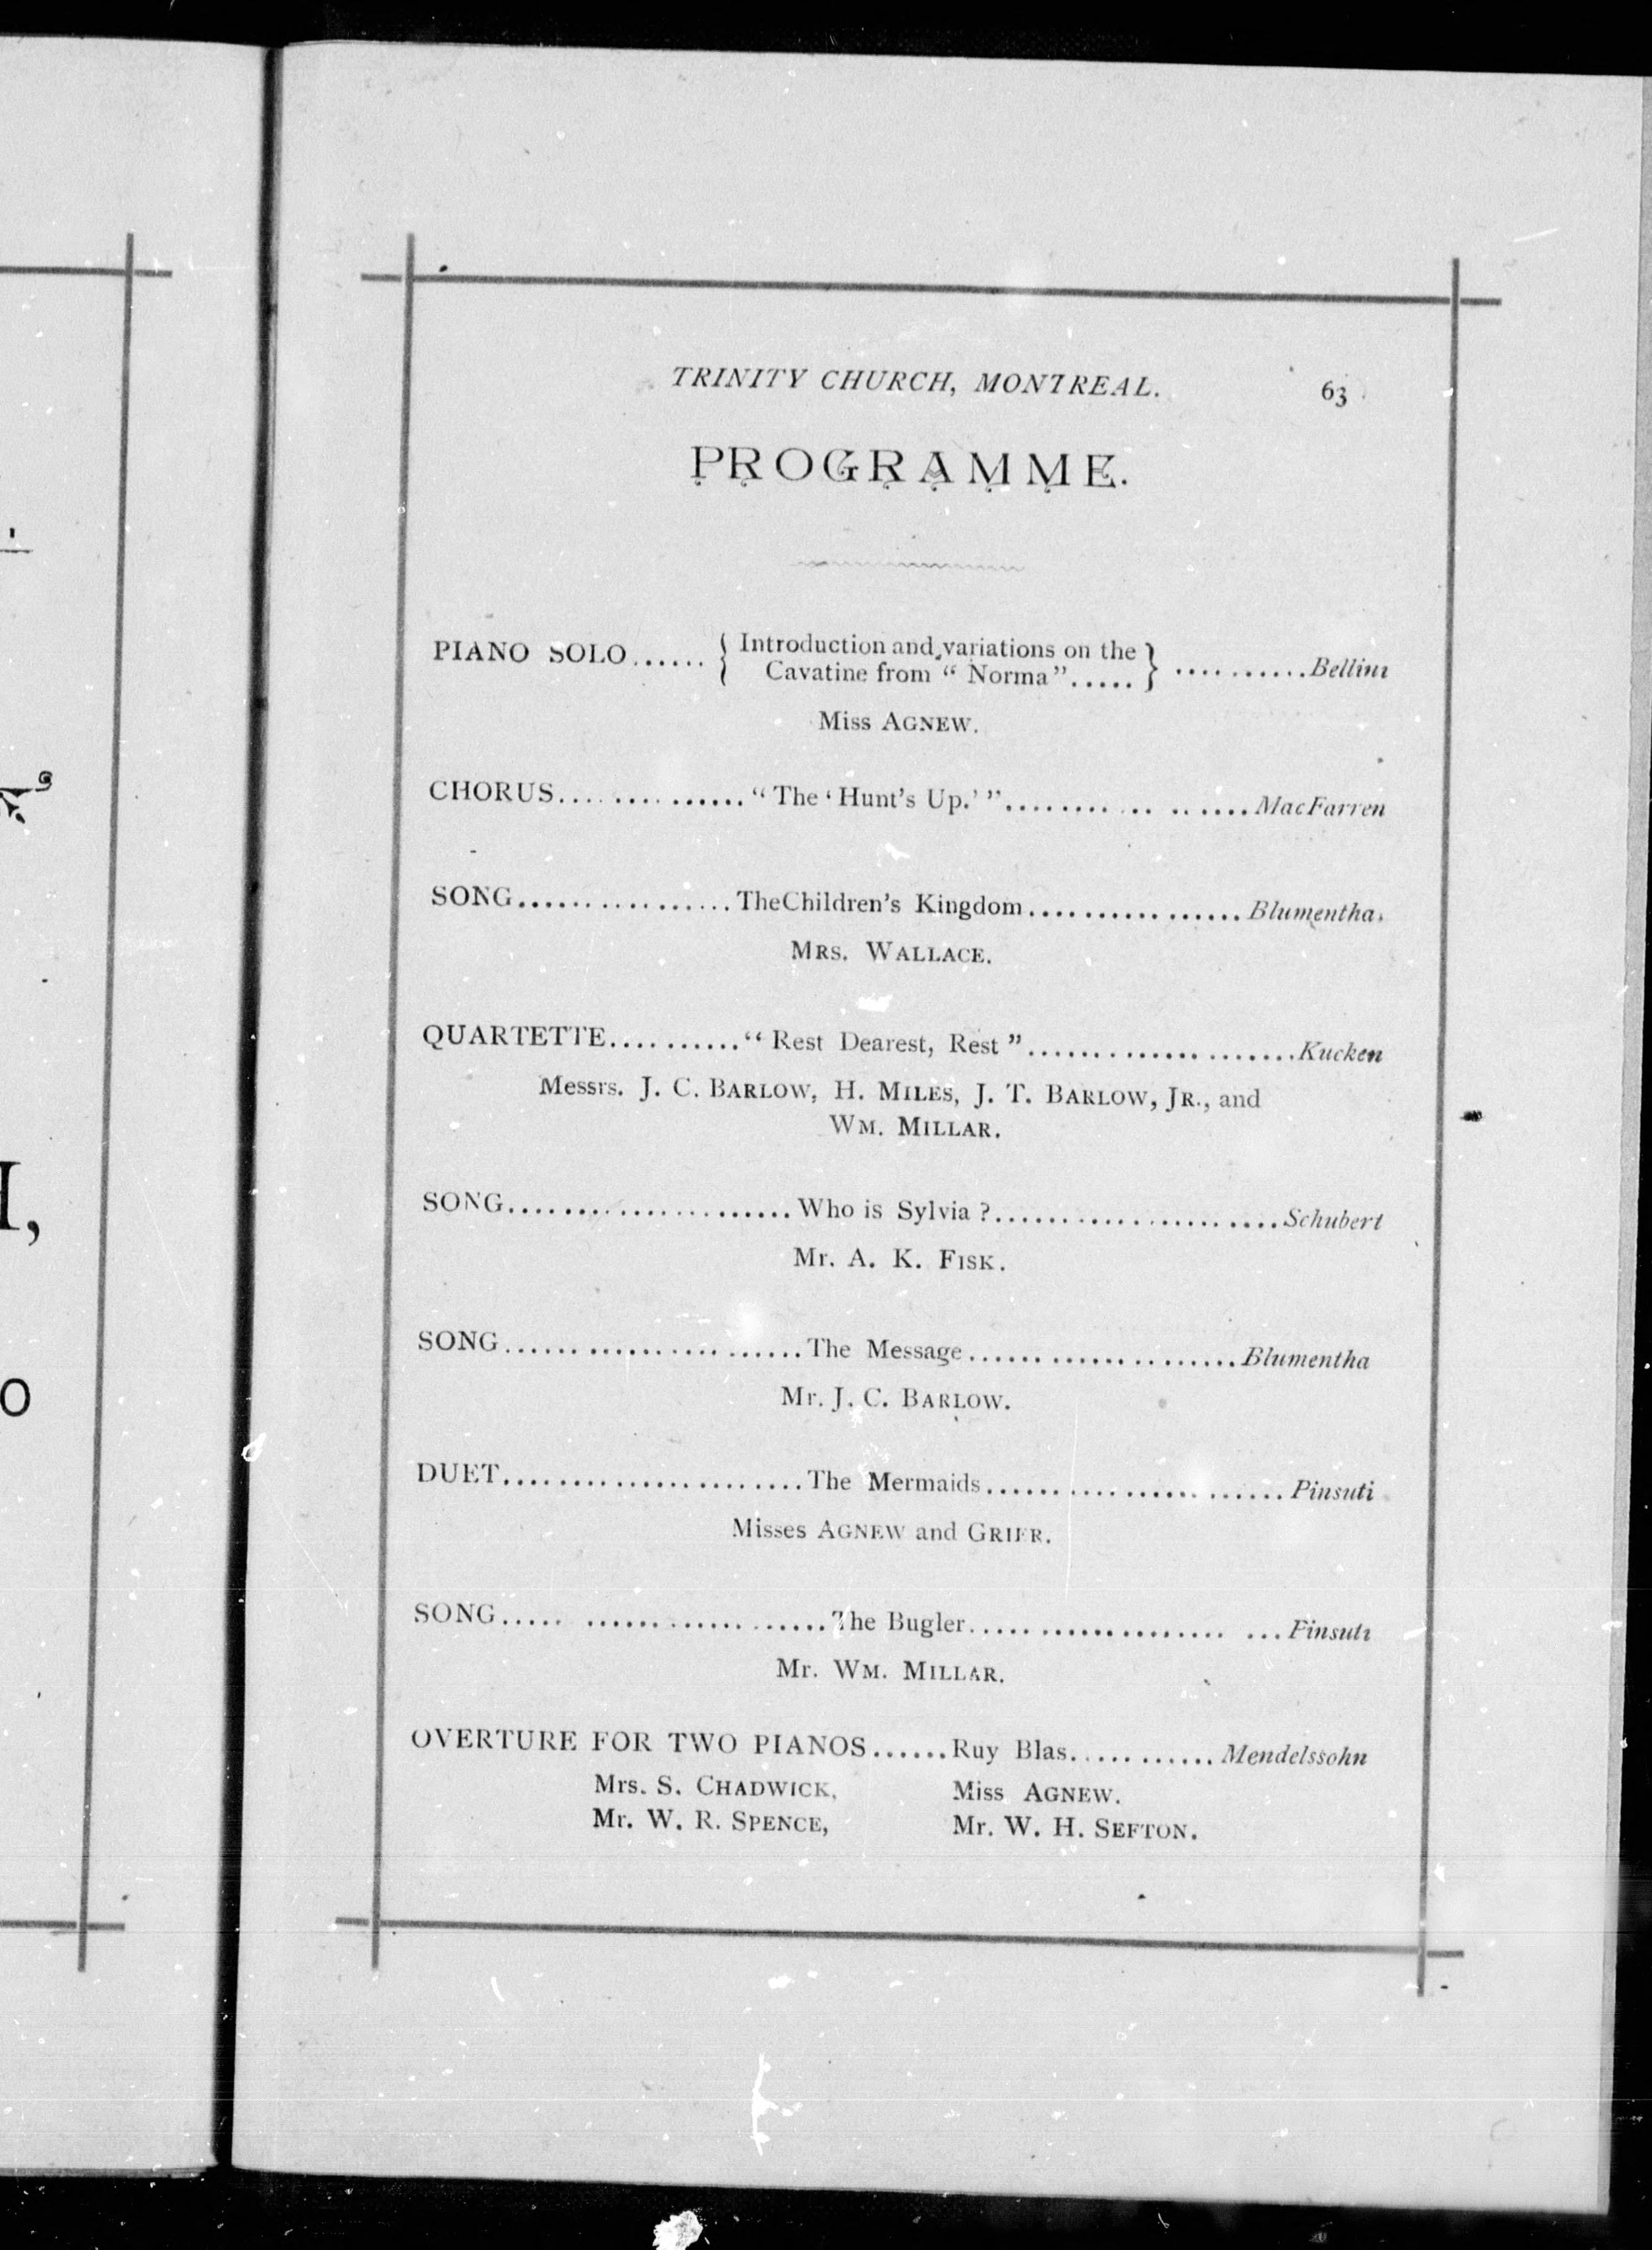 TRINITY CHURCH, MONTREAL. 63
PROGRAMME.
PIANO SOLO...... { Introduction and variations on the
Cavatine from “ Norma”..... } ...........Bellini
Miss AGNEW.
CHORUS.................“ The ‘ Hunt’s Up.’ ”....................MacFarren
SONG................TheChildren’s Kingdom................Blumentha
MRS. WALLACE.
QUARTETTE..........“ Rest Dearest, Rest ”....................Kucken
Messrs. J. C. BARLOW, H. MILES, J. T. BARLOW, JR., and
WM. MILLAR.
SONG.....................Who is Sylvia ?.....................Schubert
Mr. A. K. FISK.
SONG......................The Message....................Blumentha
Mr. J. C. BARLOW.
DUET......................The Mermaids......................Pinsuti
Misses AGNEW and GRIER.
SONG........................The Bugler......................Pinsuti
Mr. WM. MILLAR.
OVERTURE FOR TWO PIANOS......Ruy Blas...........Mendelssohn
Mrs. S. CHADWICK, Miss AGNEW.
Mr. W. R. SPENCE, Mr. W. H. SEFTON.